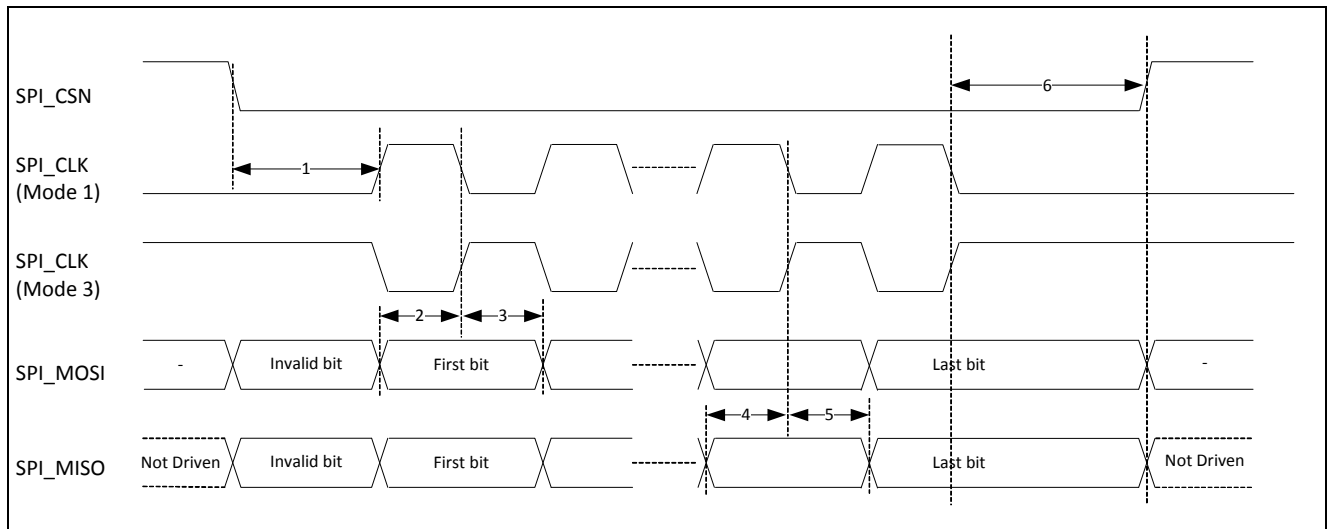 SPI_CSN
6
SPI_CLK
(Mode 1)
1
SPI_CLK
(Mode 3)
2
3
SPI_MOSI
-
Invalid bit
First bit
Last bit
-
4
5
SPI_MISO
Not Driven
Invalid bit
First bit
Last bit
Not Driven